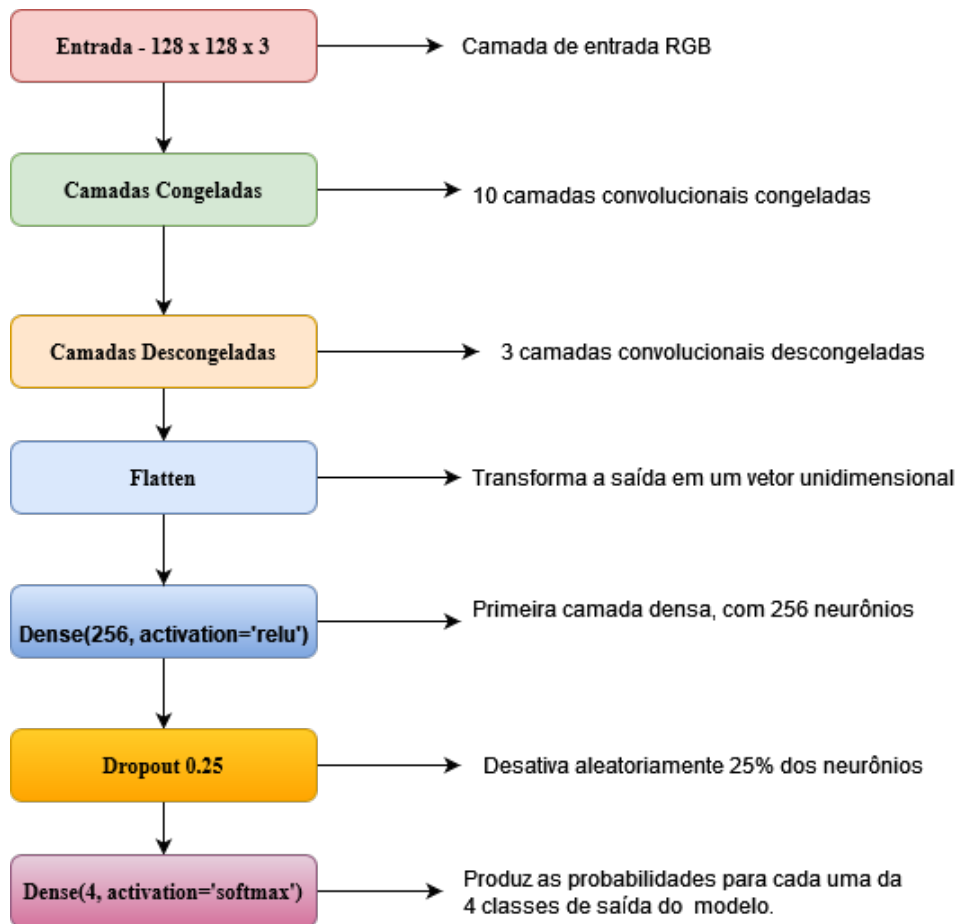 Entrada - 128 x 128 x 3
Camada de entrada RGB
Camadas Congeladas
10 camadas convolucionais congeladas
Camadas Descongeladas
3 camadas convolucionais descongeladas
Flatten
Transforma a saída em um vetor unidimensional
Dense(256, activation='relu')
Primeira camada densa, com 256 neurônios
Dropout 0.25
Desativa aleatoriamente 25% dos neurônios
Dense(4, activation='softmax')
Produz as probabilidades para cada uma da
4 classes de saída do modelo.